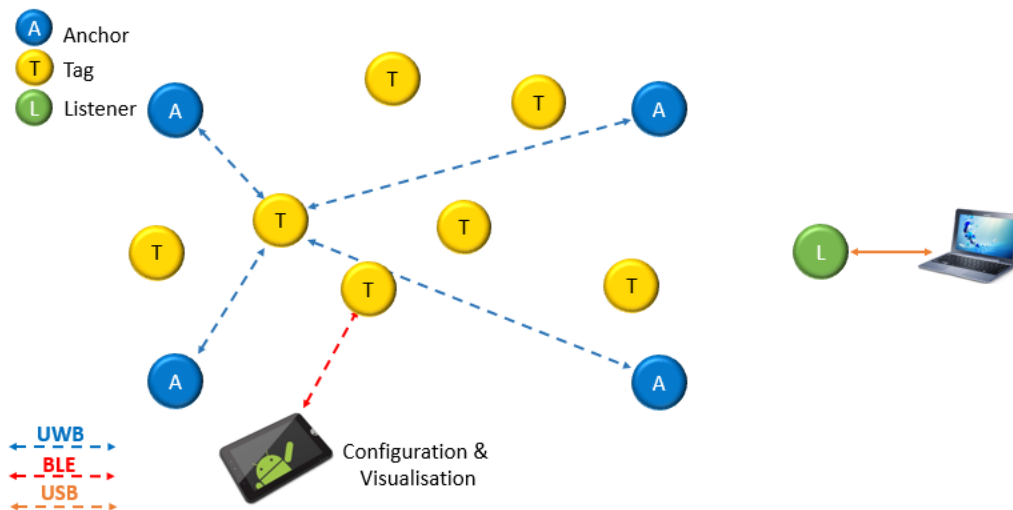 A Anchor
T Tag
L Listener
A
T
T
A
T
T
T
L
T
T
A
A
Configuration &
Visualisation
UWB
BLE
USB